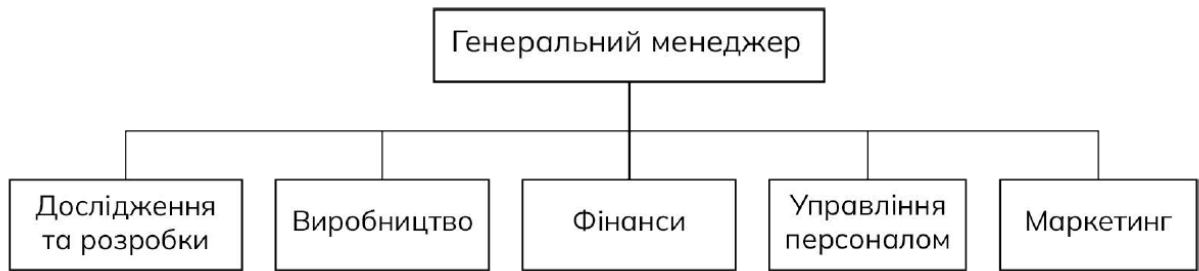 Генеральний менеджер
Дослідження
та розробки
Виробництво
Фінанси
Управління
персоналом
Маркетинг